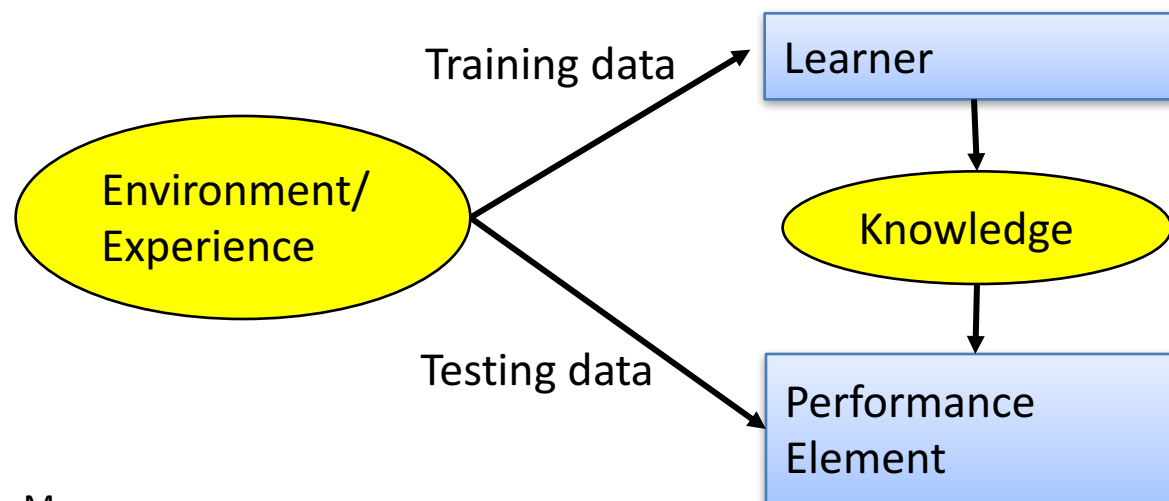 Training data
Learner
Environment/
Experience
Knowledge
Testing data
Performance
Element